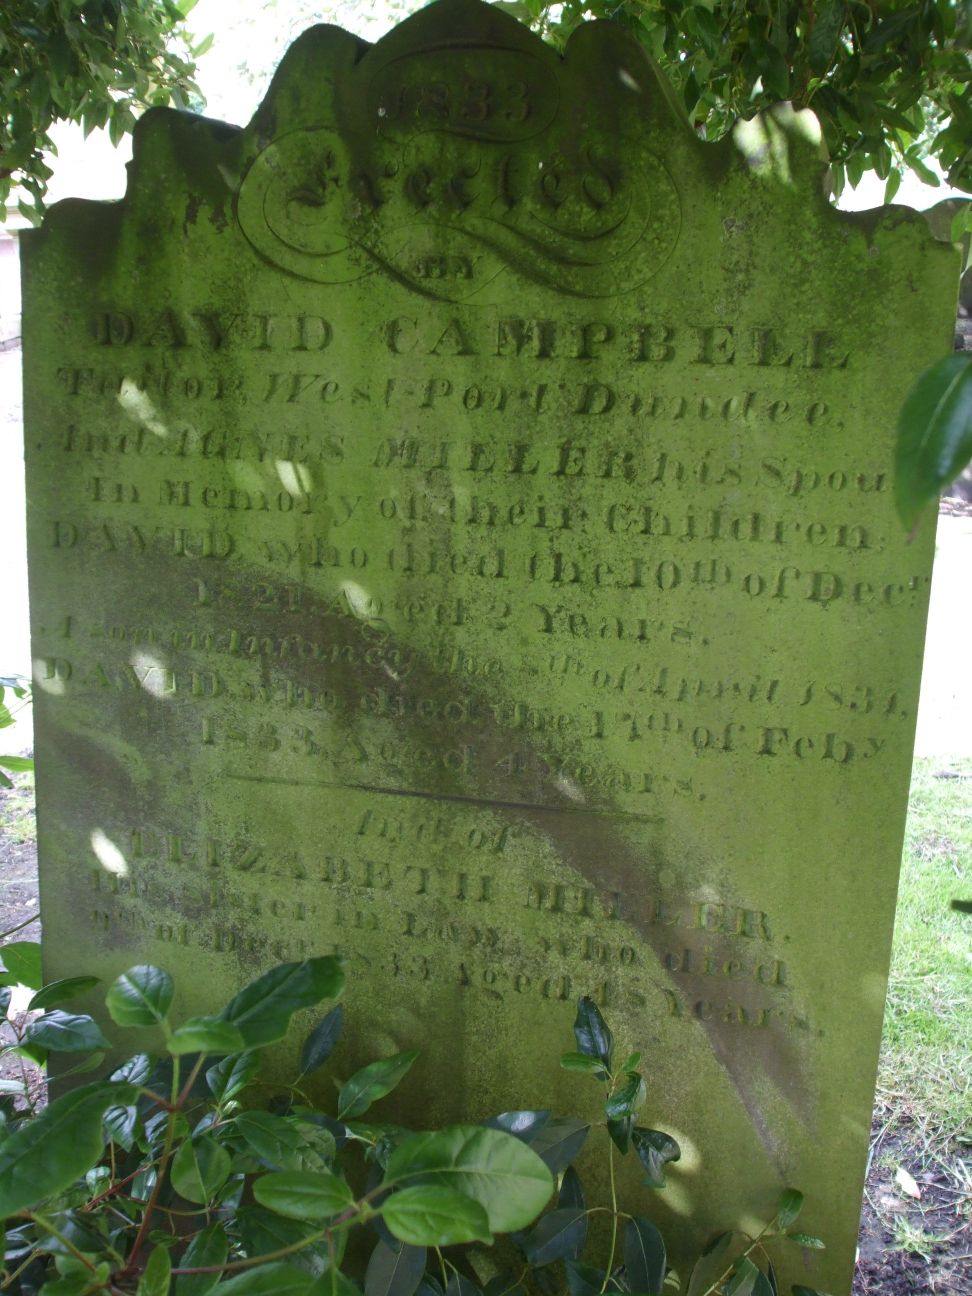 1833
Erected
BY
DAVID CAMPBELL
Tailor West-Port Dundee,
And AGNES MILLER his Spou
In Memory of their Children,
DAVID, who died the 10th of Decr
1821 Aged 2 Years.
A Son in Infancy, the of April 1831,
DAVID, who died the 17th of Feby
1833 Aged 4 Years.
And of
ELIZABETH MILLER.
His Sister in Law, who died
of Decr 1833 Aged 48 Years.